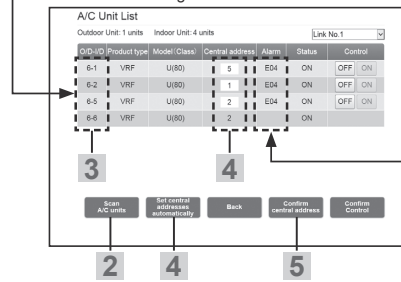 A/C Unit List
Outdoor Unit: 1 units Indoor Unit: 4 units
Link No.1
O/D-I/D Product type Model(Class) Central address Alarm Status Control
6-1 VRF U(80) 5 E04 ON OFF ON
6-2 VRF U(80) 1 E04 ON OFF ON
6-5 VRF U(80) 2 E04 ON OFF ON
6-6 VRF U(80) 2 ON
3 4
Scan A/C units
Set central addresses automatically
Back
Confirm central address
Confirm Control
2 4 5